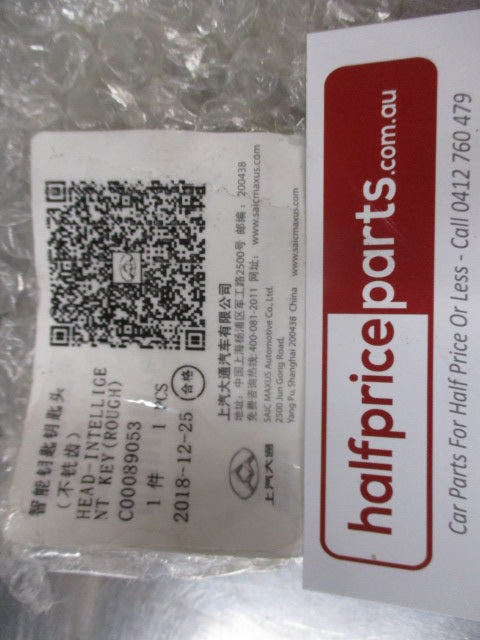 智能钥匙钥匙头
(不铣齿)
HEAD-INTELLIGE
NT KEY(ROUGH)
C00089053
1 件 1 PCS
2018-12-25 合格
上汽大通
上汽大通汽车有限公司
地址: 中国上海杨浦区军工路2500号 邮编: 200438
免费咨询热线:400-081-2011 网址: www.saicmaxus.com
SAIC MAXUS Automotive Co., Ltd.
2500 Jun Gong Road,
Yang Pu, Shanghai 200438 China www.saicmaxus.com
halfpriceparts.com.au
Car Parts For Half Price Or Less - Call 0412 760 479